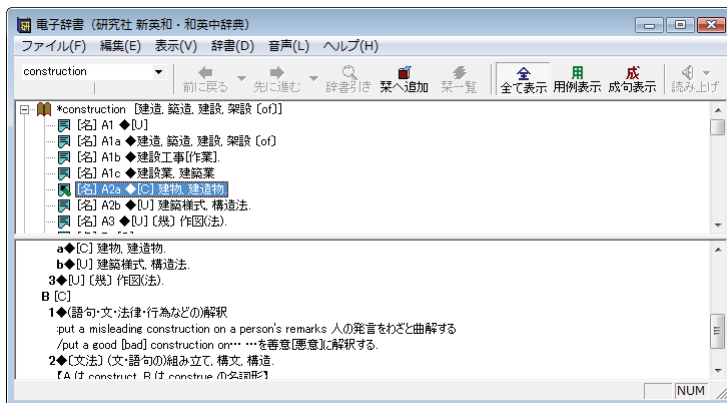 電子辞書（研究社 新英和・和英中辞典）
ファイル(F) 編集(E) 表示(V) 辞書(D) 音声(L) ヘルプ(H)
construction
前に戻る 先に進む 辞書引き 栞へ追加 栞一覧 全て表示 用例表示 成句表示 読み上げ
全 用 成
*construction [建造, 築造, 建設, 架設〔of〕]
[名] A1 ◆[U]
[名] A1a ◆建造, 築造, 建設, 架設〔of〕
[名] A1b ◆建設工事[作業].
[名] A1c ◆建設業, 建築業
[名] A2a ◆[C] 建物, 建造物.
[名] A2b ◆[U] 建築様式, 構造法.
[名] A3 ◆[U]〔幾〕作図(法).
a◆[C] 建物, 建造物.
b◆[U] 建築様式, 構造法.
3◆[U]〔幾〕作図(法).
B [C]
1◆(語句・文・法律・行為などの)解釈
:put a misleading construction on a person's remarks 人の発言をわざと曲解する
/put a good [bad] construction on… …を善意[悪意]に解釈する.
2◆〔文法〕(文・語句の)組み立て, 構文, 構造.
【A は construct, B は construe の名詞形】
NUM